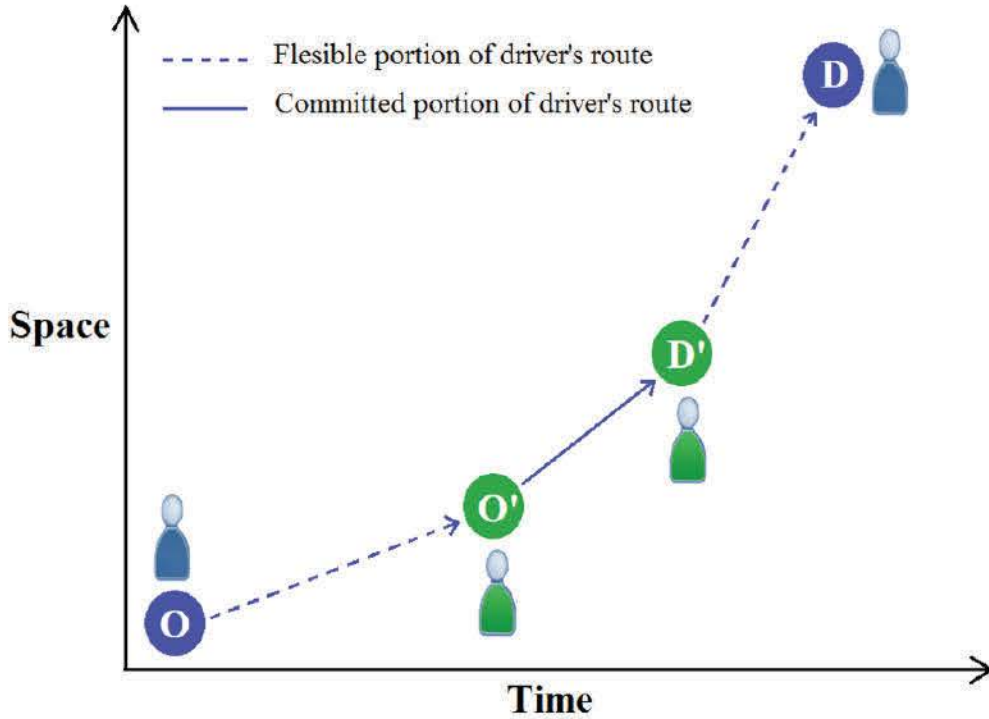 Flesible portion of driver's route
Committed portion of driver's route
D
Space
D'
O'
O
Time